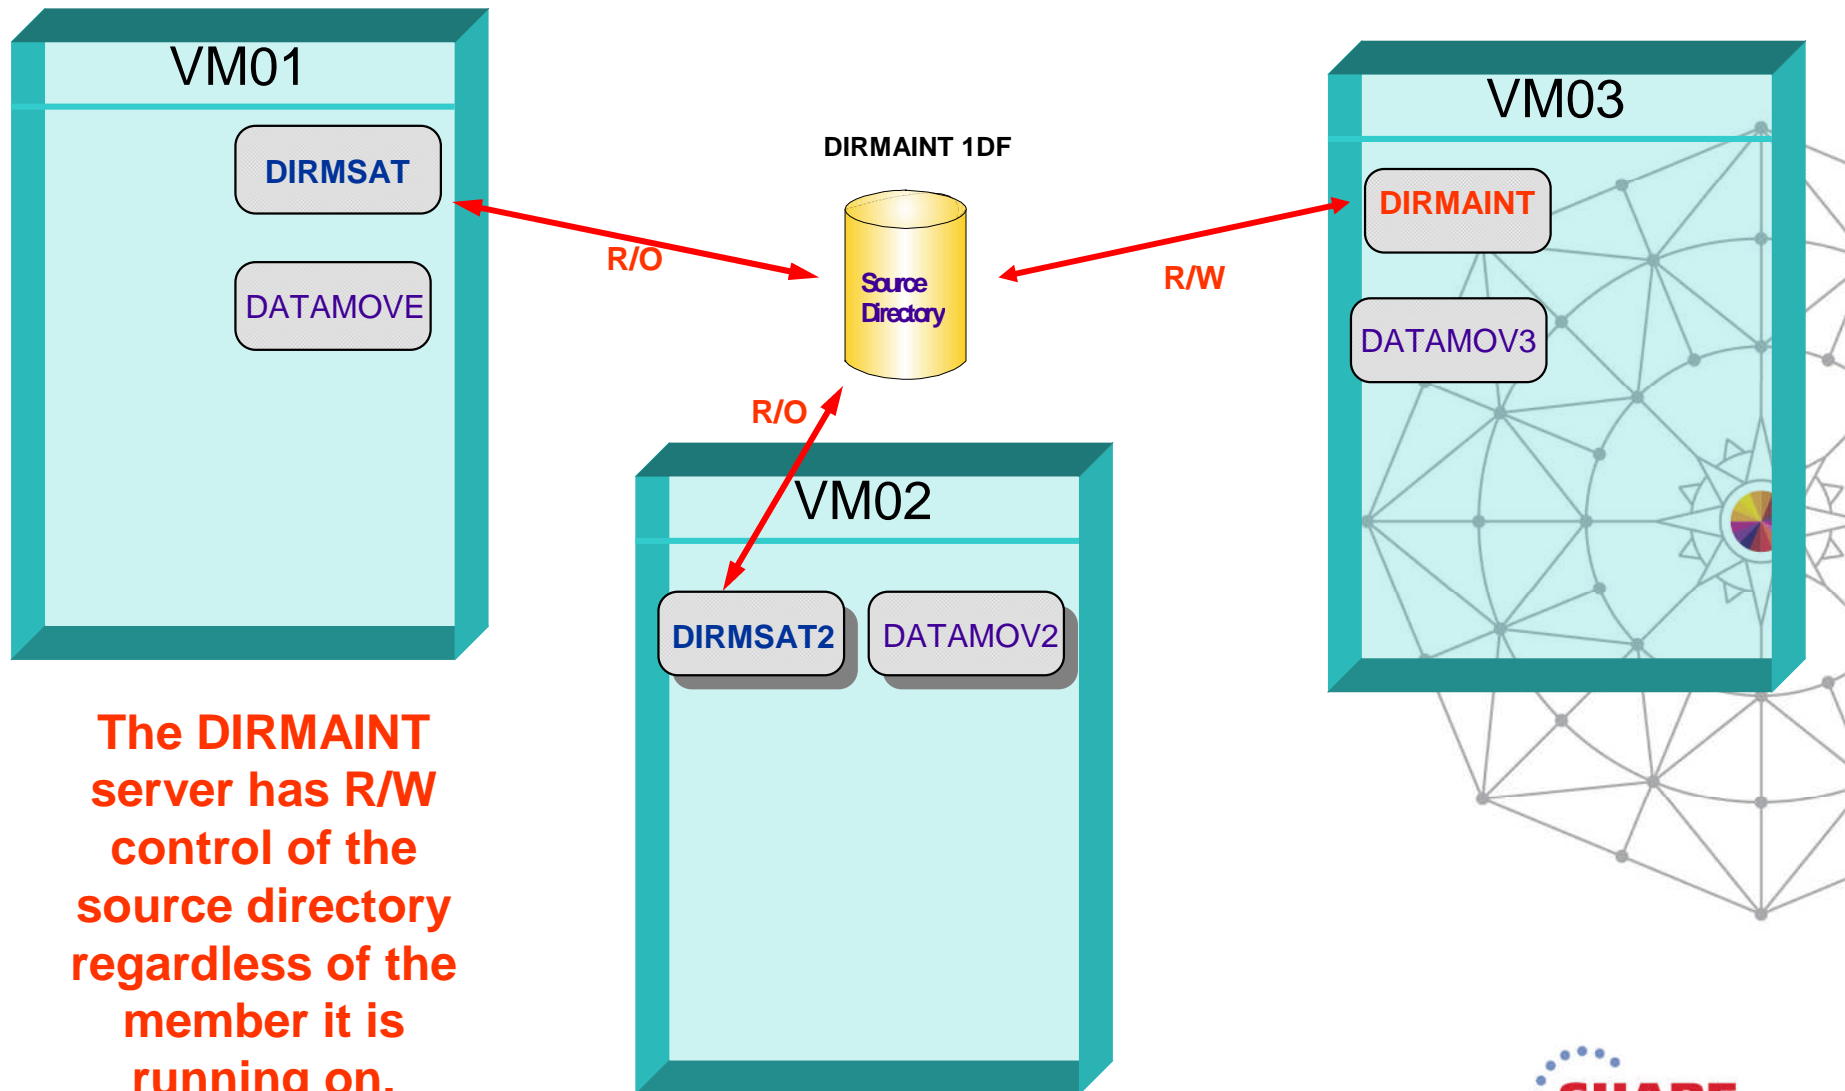 VM01
DIRMSAT
DATAMOVE
R/O
DIRMAINT 1DF
Source
Directory
R/W
VM03
DIRMAINT
DATAMOV3
R/O
VM02
DIRMSAT2
DATAMOV2
The DIRMAINT
server has R/W
control of the
source directory
regardless of the
member it is
running on.
SHARE